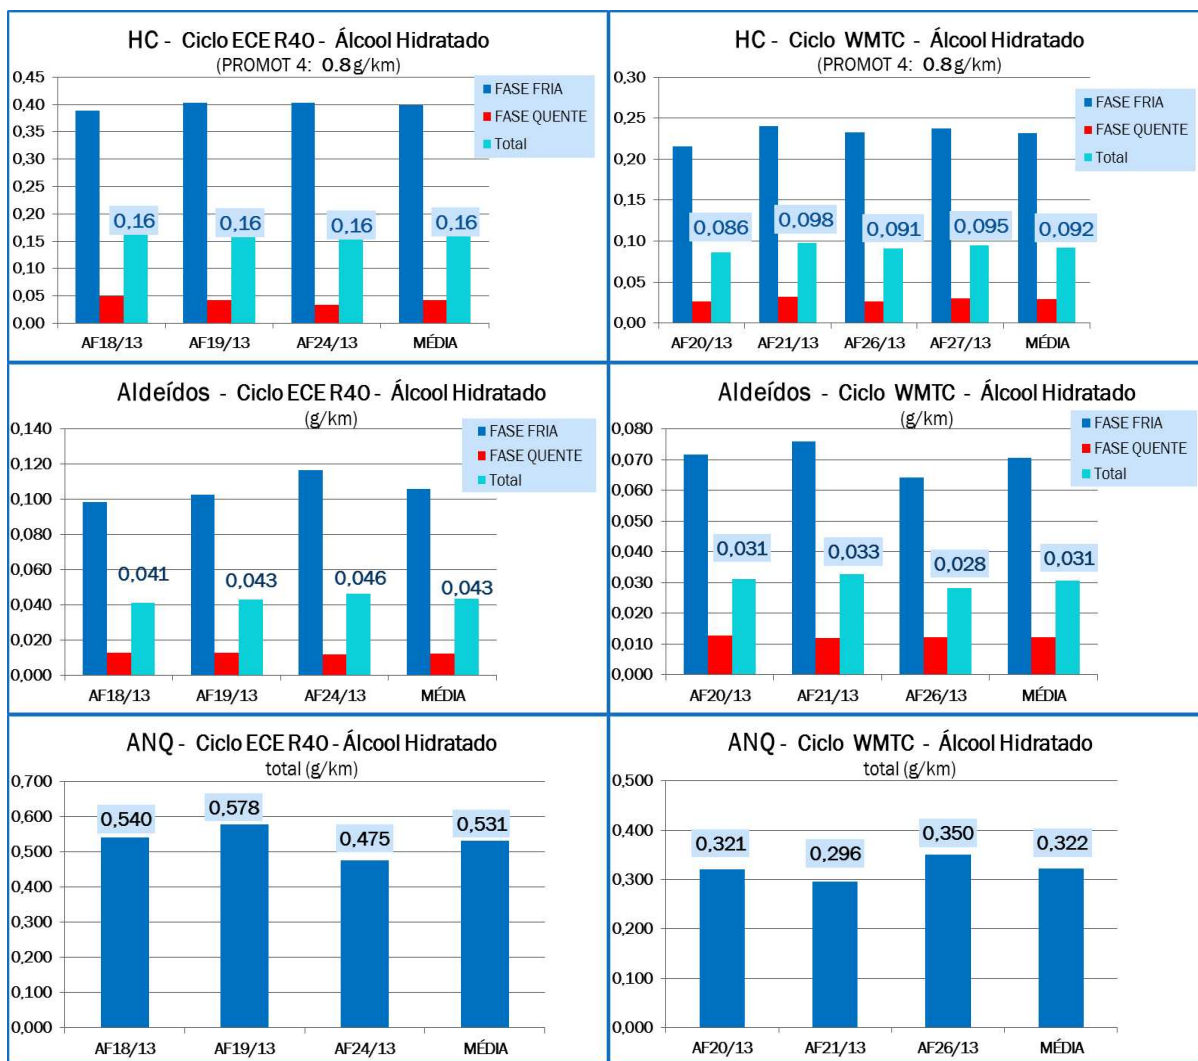 HC - Ciclo ECE R40 - Álcool Hidratado
(PROMOT 4: 0.8 g/km)
0,45
0,40
0,35
0,30
0,25
0,20
0,15
0,10
0,05
0,00
FASE FRIA
FASE QUENTE
Total
0,16
0,16
0,16
0,16
AF18/13
AF19/13
AF24/13
MÉDIA
HC - Ciclo WMTC - Álcool Hidratado
(PROMOT 4: 0.8 g/km)
0,30
0,25
0,20
0,15
0,10
0,05
0,00
FASE FRIA
FASE QUENTE
Total
0,086
0,098
0,091
0,095
0,092
AF20/13
AF21/13
AF26/13
AF27/13
MÉDIA
Aldeídos - Ciclo ECE R40 - Álcool Hidratado
(g/km)
0,140
0,120
0,100
0,080
0,060
0,040
0,020
0,000
FASE FRIA
FASE QUENTE
Total
0,041
0,043
0,046
0,043
AF18/13
AF19/13
AF24/13
MÉDIA
Aldeídos - Ciclo WMTC - Álcool Hidratado
(g/km)
0,080
0,070
0,060
0,050
0,040
0,030
0,020
0,010
0,000
FASE FRIA
FASE QUENTE
Total
0,031
0,033
0,028
0,031
AF20/13
AF21/13
AF26/13
MÉDIA
ANQ - Ciclo ECE R40 - Álcool Hidratado
total (g/km)
0,700
0,600
0,500
0,400
0,300
0,200
0,100
0,000
0,540
0,578
0,475
0,531
AF18/13
AF19/13
AF24/13
MÉDIA
ANQ - Ciclo WMTC - Álcool Hidratado
total (g/km)
0,500
0,400
0,300
0,200
0,100
0,000
0,321
0,296
0,350
0,322
AF20/13
AF21/13
AF26/13
MÉDIA